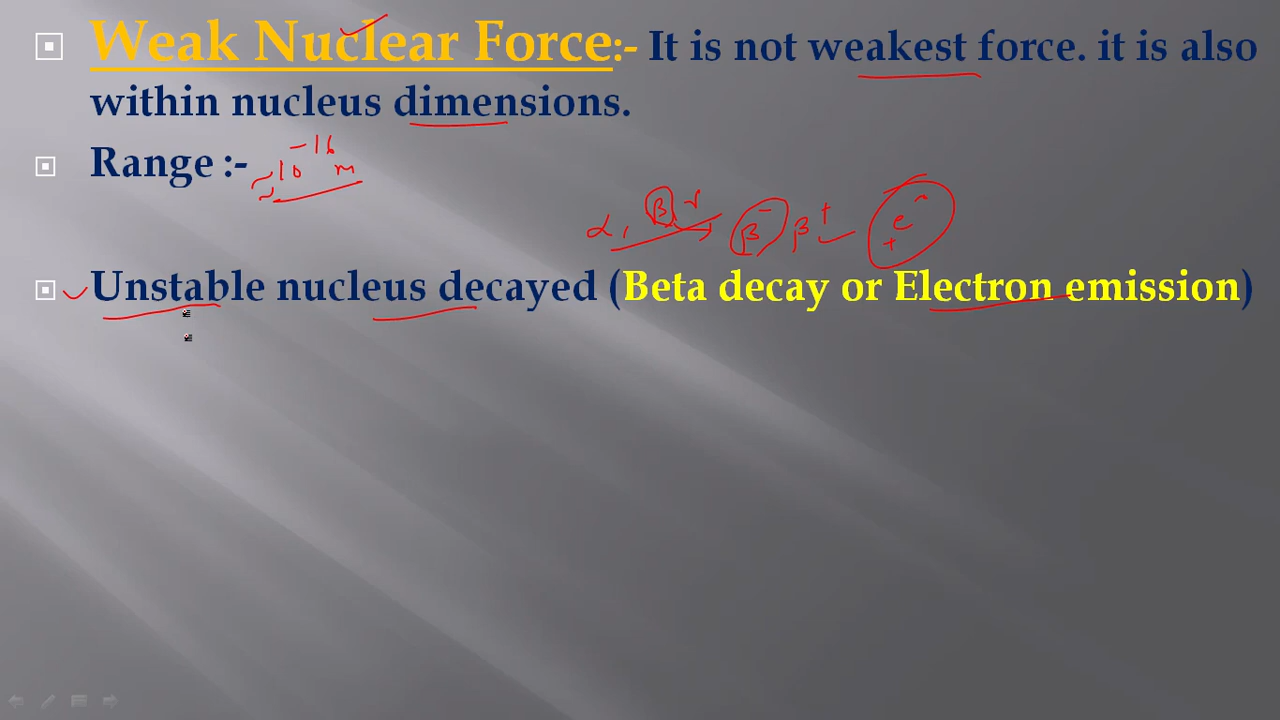 Weak Nuclear Force:- It is not weakest force. it is also
within nucleus dimensions.
Range :- ≈10⁻¹⁶ m
α, β, γ → β⁻ β⁺ e
Unstable nucleus decayed (Beta decay or Electron emission)